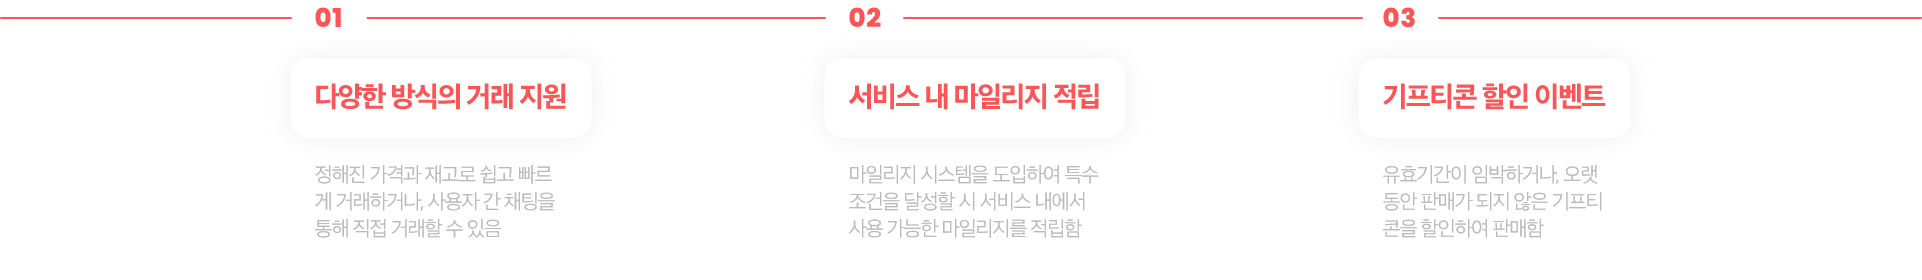 01
다양한 방식의 거래 지원
정해진 가격과 재고로 쉽고 빠르
게 거래하거나, 사용자 간 채팅을
통해 직접 거래할 수 있음
02
서비스 내 마일리지 적립
마일리지 시스템을 도입하여 특수
조건을 달성할 시 서비스 내에서
사용 가능한 마일리지를 적립함
03
기프티콘 할인 이벤트
유효기간이 임박하거나, 오랫
동안 판매가 되지 않은 기프티
콘을 할인하여 판매함